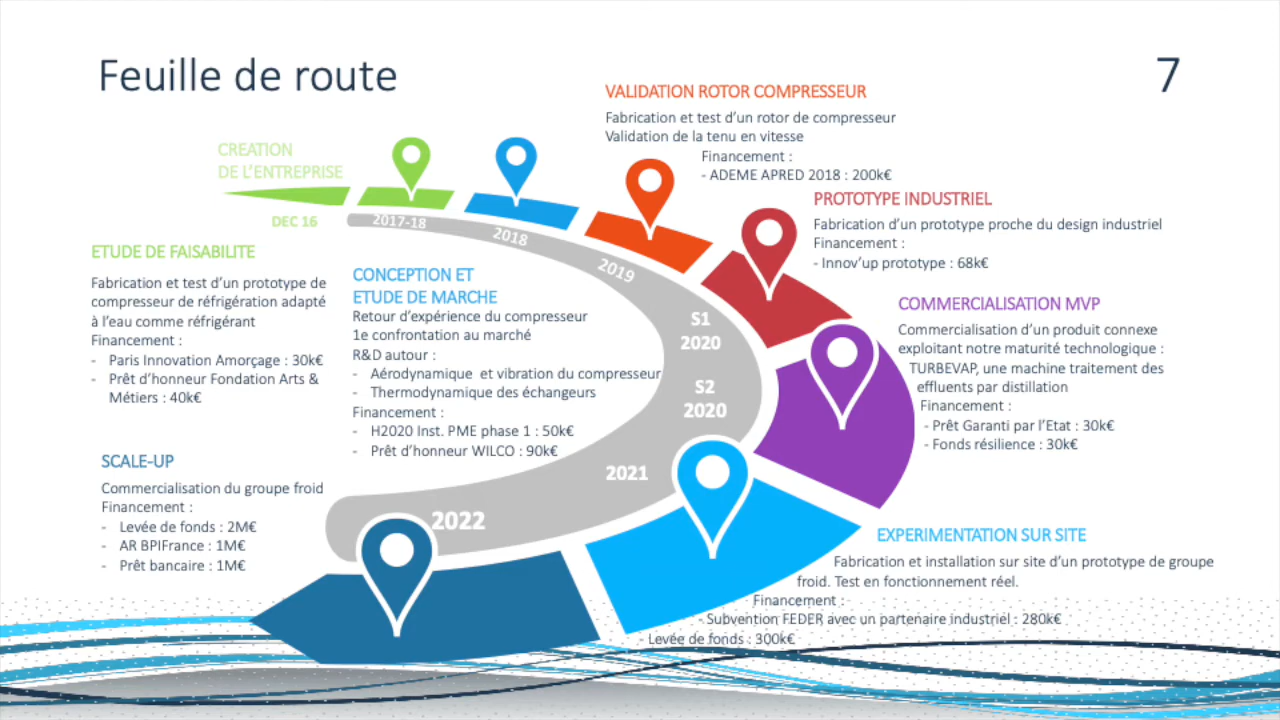 Feuille de route
7
CREATION
DE L’ENTREPRISE
DEC 16
2017-18
2018
2019
S1
2020
S2
2020
2021
2022
ETUDE DE FAISABILITE
Fabrication et test d’un prototype de
compresseur de réfrigération adapté
à l’eau comme réfrigérant
Financement :
- Paris Innovation Amorçage : 30k€
- Prêt d’honneur Fondation Arts &
Métiers : 40k€
CONCEPTION ET
ETUDE DE MARCHE
Retour d’expérience du compresseur
1e confrontation au marché
R&D autour :
- Aérodynamique et vibration du compresseur
- Thermodynamique des échangeurs
Financement :
- H2020 Inst. PME phase 1 : 50k€
- Prêt d’honneur WILCO : 90k€
VALIDATION ROTOR COMPRESSEUR
Fabrication et test d’un rotor de compresseur
Validation de la tenu en vitesse
Financement :
- ADEME APRED 2018 : 200k€
PROTOTYPE INDUSTRIEL
Fabrication d’un prototype proche du design industriel
Financement :
- Innov’up prototype : 68k€
COMMERCIALISATION MVP
Commercialisation d’un produit connexe
exploitant notre maturité technologique :
TURBEVAP, une machine traitement des
effluents par distillation
Financement :
- Prêt Garanti par l’Etat : 30k€
- Fonds résilience : 30k€
EXPERIMENTATION SUR SITE
Fabrication et installation sur site d’un prototype de groupe
froid. Test en fonctionnement réel.
Financement :
- Subvention FEDER avec un partenaire industriel : 280k€
- Levée de fonds : 300k€
SCALE-UP
Commercialisation du groupe froid
Financement :
- Levée de fonds : 2M€
- AR BPIFrance : 1M€
- Prêt bancaire : 1M€